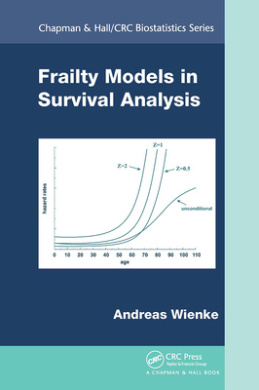 Chapman & Hall/CRC Biostatistics Series
Frailty Models in
Survival Analysis
Z=2
Z=1
Z=0.5
unconditional
hazard rates
0 10 20 30 40 50 60 70 80 90 100 110
age
Andreas Wienke
CRC Press
Taylor & Francis Group
A CHAPMAN & HALL BOOK